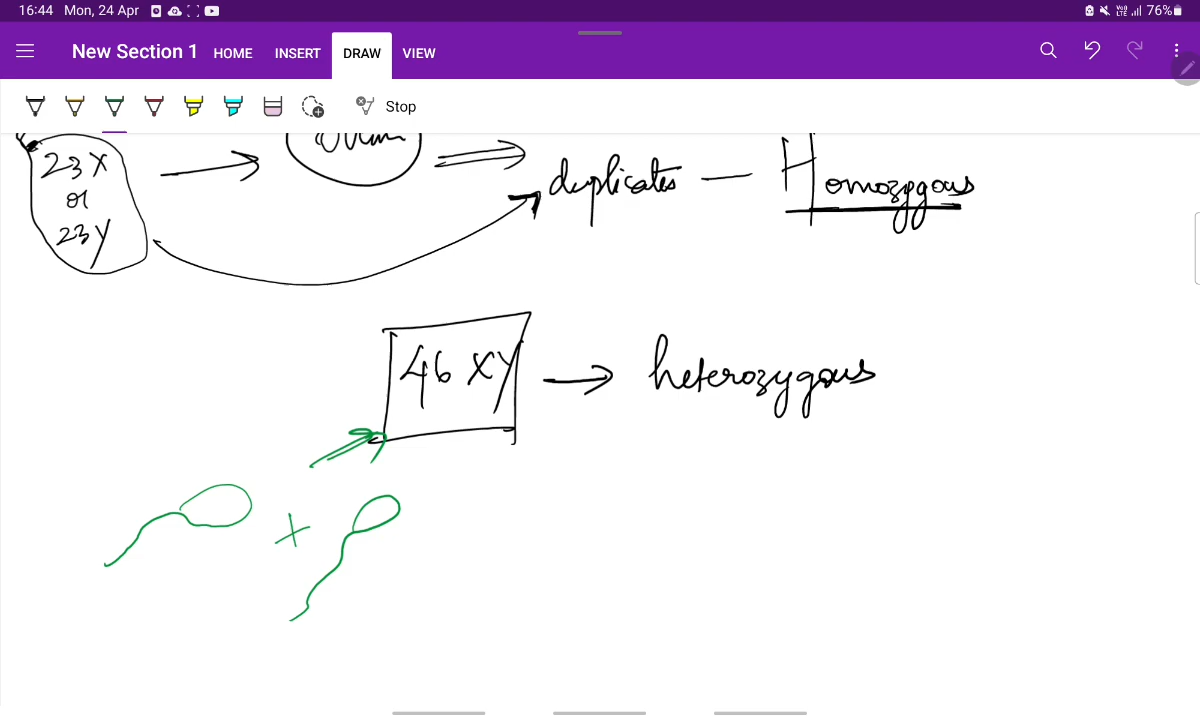 16:44 Mon, 24 Apr 76%
New Section 1 HOME INSERT DRAW VIEW
Stop
23X
or
23Y
Ovum
duplicates — Homozygous
46 XY → heterozygous
+